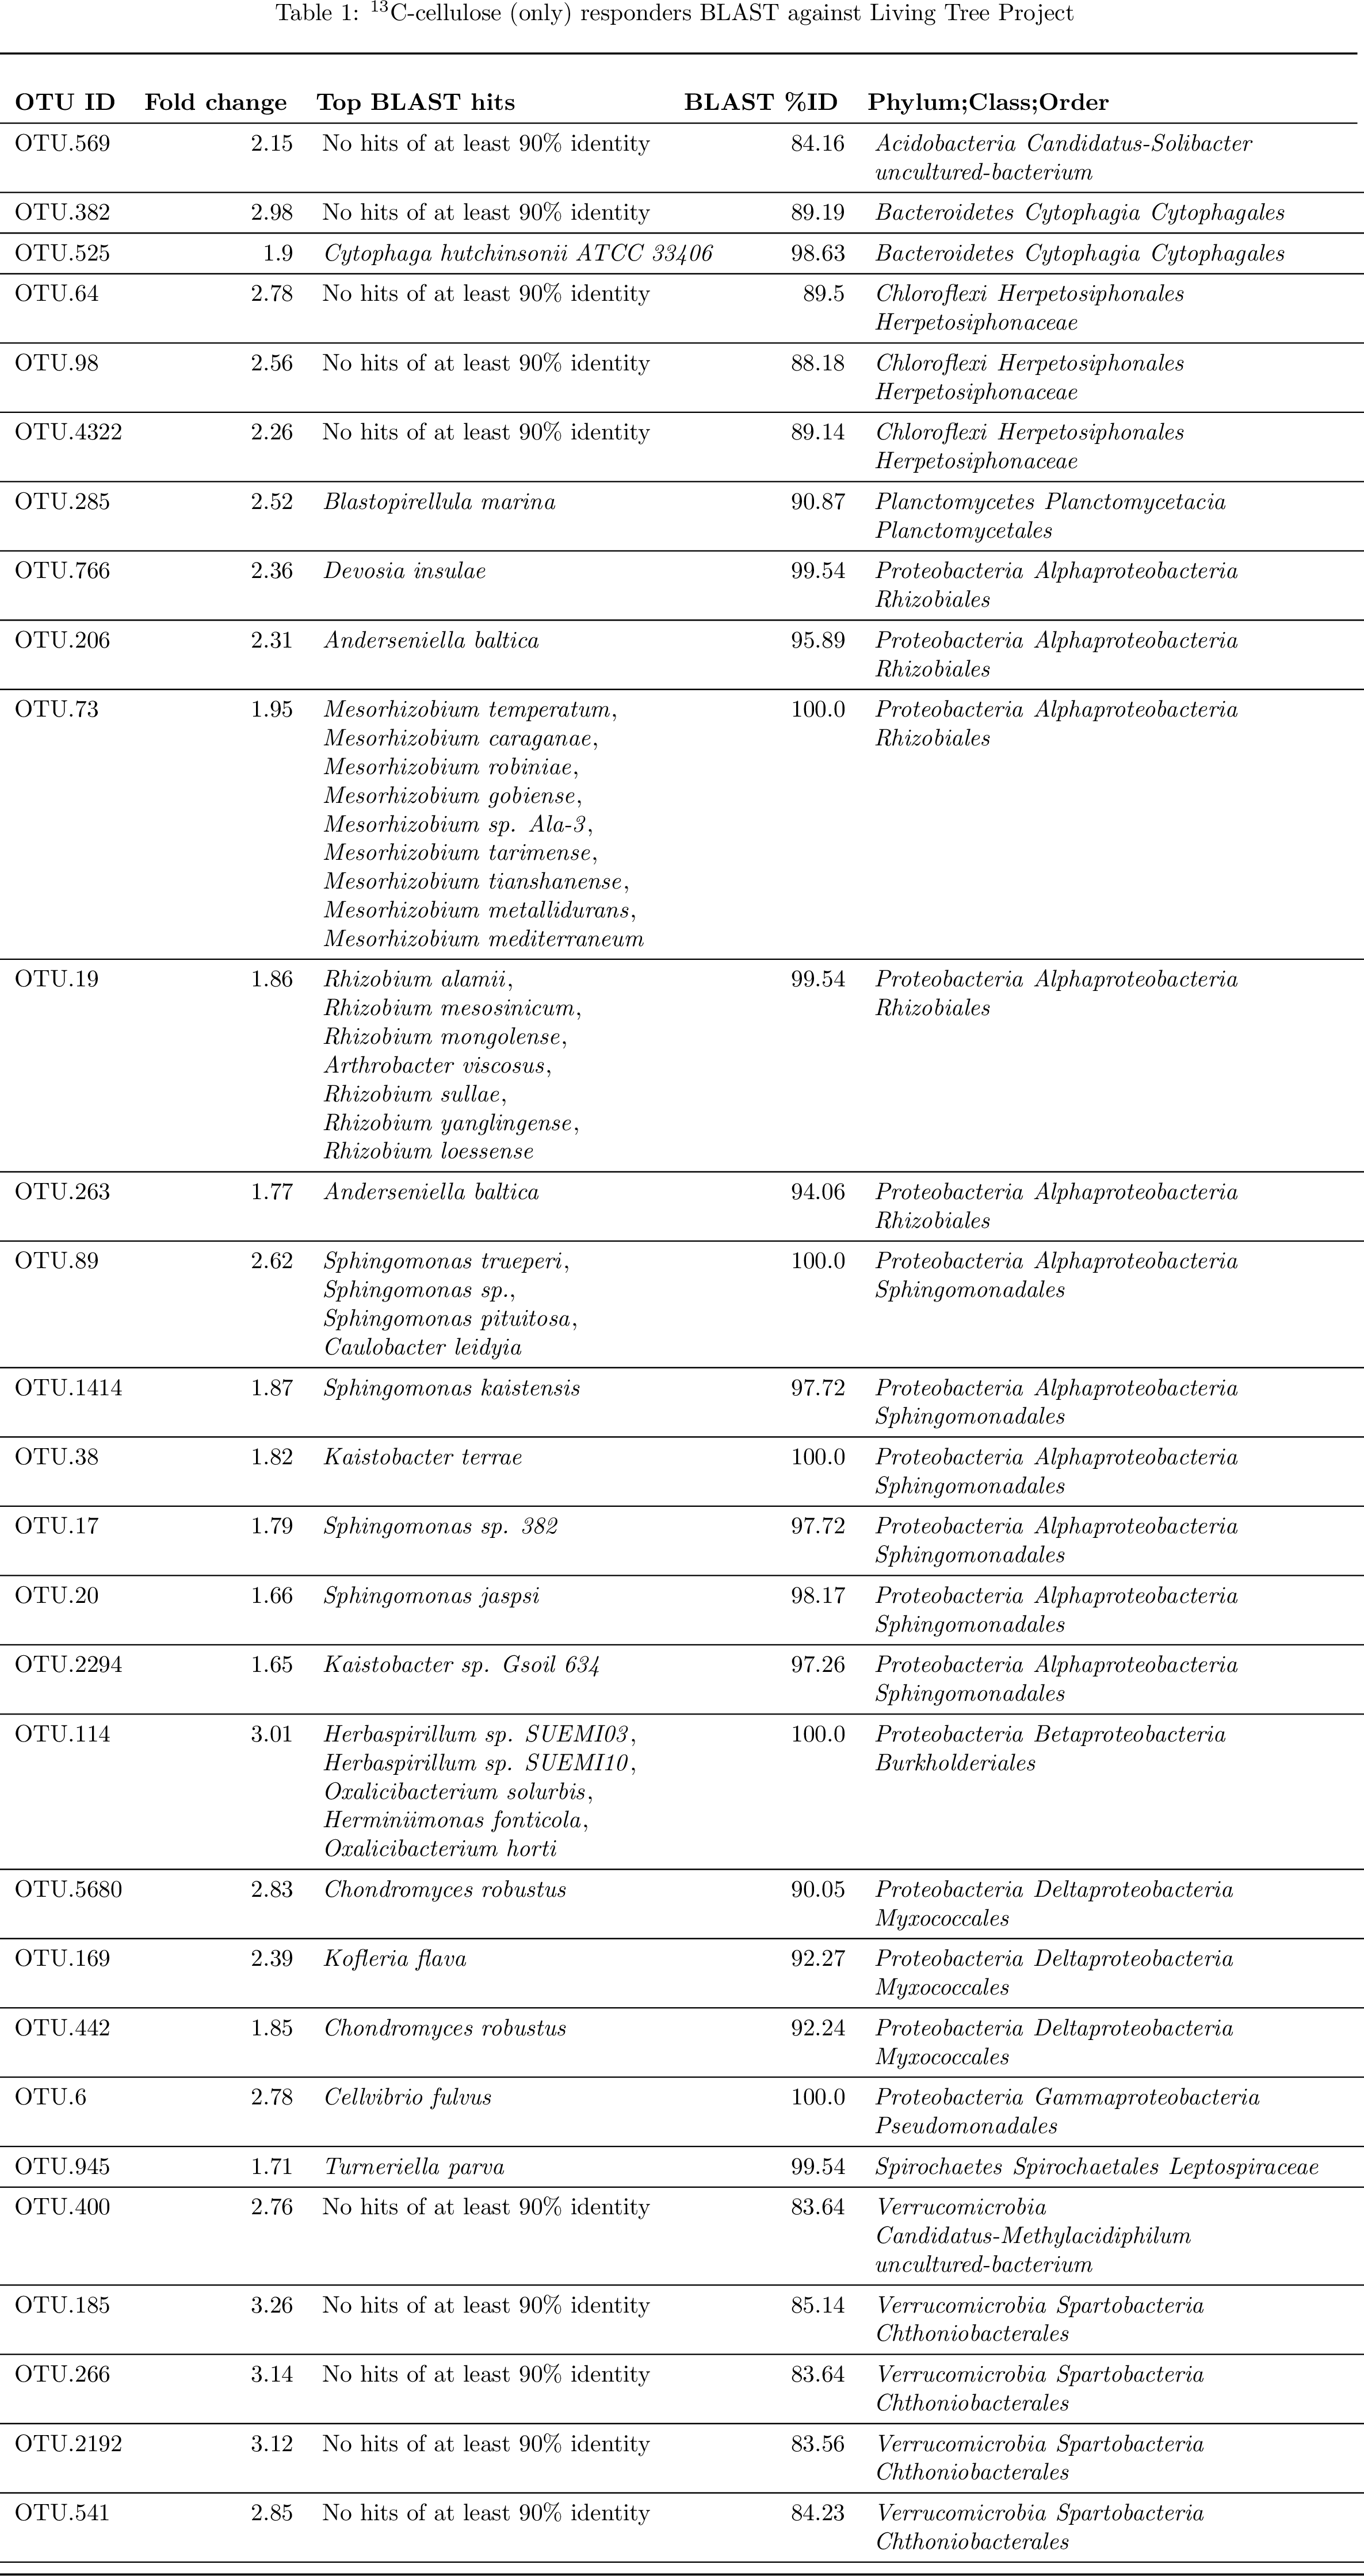 Table 1: ¹³C-cellulose (only) responders BLAST against Living Tree Project
OTU ID Fold change Top BLAST hits BLAST %ID Phylum;Class;Order
OTU.569 2.15 No hits of at least 90% identity 84.16 Acidobacteria Candidatus-Solibacter
uncultured-bacterium
OTU.382 2.98 No hits of at least 90% identity 89.19 Bacteroidetes Cytophagia Cytophagales
OTU.525 1.9 Cytophaga hutchinsonii ATCC 33406 98.63 Bacteroidetes Cytophagia Cytophagales
OTU.64 2.78 No hits of at least 90% identity 89.5 Chloroflexi Herpetosiphonales
Herpetosiphonaceae
OTU.98 2.56 No hits of at least 90% identity 88.18 Chloroflexi Herpetosiphonales
Herpetosiphonaceae
OTU.4322 2.26 No hits of at least 90% identity 89.14 Chloroflexi Herpetosiphonales
Herpetosiphonaceae
OTU.285 2.52 Blastopirellula marina 90.87 Planctomycetes Planctomycetacia
Planctomycetales
OTU.766 2.36 Devosia insulae 99.54 Proteobacteria Alphaproteobacteria
Rhizobiales
OTU.206 2.31 Anderseniella baltica 95.89 Proteobacteria Alphaproteobacteria
Rhizobiales
OTU.73 1.95 Mesorhizobium temperatum, 100.0 Proteobacteria Alphaproteobacteria
Mesorhizobium caraganae, Rhizobiales
Mesorhizobium robiniae,
Mesorhizobium gobiense,
Mesorhizobium sp. Ala-3,
Mesorhizobium tarimense,
Mesorhizobium tianshanense,
Mesorhizobium metallidurans,
Mesorhizobium mediterraneum
OTU.19 1.86 Rhizobium alamii, 99.54 Proteobacteria Alphaproteobacteria
Rhizobium mesosinicum, Rhizobiales
Rhizobium mongolense,
Arthrobacter viscosus,
Rhizobium sullae,
Rhizobium yanglingense,
Rhizobium loessense
OTU.263 1.77 Anderseniella baltica 94.06 Proteobacteria Alphaproteobacteria
Rhizobiales
OTU.89 2.62 Sphingomonas trueperi, 100.0 Proteobacteria Alphaproteobacteria
Sphingomonas sp., Sphingomonadales
Sphingomonas pituitosa,
Caulobacter leidyia
OTU.1414 1.87 Sphingomonas kaistensis 97.72 Proteobacteria Alphaproteobacteria
Sphingomonadales
OTU.38 1.82 Kaistobacter terrae 100.0 Proteobacteria Alphaproteobacteria
Sphingomonadales
OTU.17 1.79 Sphingomonas sp. 382 97.72 Proteobacteria Alphaproteobacteria
Sphingomonadales
OTU.20 1.66 Sphingomonas jaspsi 98.17 Proteobacteria Alphaproteobacteria
Sphingomonadales
OTU.2294 1.65 Kaistobacter sp. Gsoil 634 97.26 Proteobacteria Alphaproteobacteria
Sphingomonadales
OTU.114 3.01 Herbaspirillum sp. SUEMI03, 100.0 Proteobacteria Betaproteobacteria
Herbaspirillum sp. SUEMI10, Burkholderiales
Oxalicibacterium solurbis,
Herminiimonas fonticola,
Oxalicibacterium horti
OTU.5680 2.83 Chondromyces robustus 90.05 Proteobacteria Deltaproteobacteria
Myxococcales
OTU.169 2.39 Kofleria flava 92.27 Proteobacteria Deltaproteobacteria
Myxococcales
OTU.442 1.85 Chondromyces robustus 92.24 Proteobacteria Deltaproteobacteria
Myxococcales
OTU.6 2.78 Cellvibrio fulvus 100.0 Proteobacteria Gammaproteobacteria
Pseudomonadales
OTU.945 1.71 Turneriella parva 99.54 Spirochaetes Spirochaetales Leptospiraceae
OTU.400 2.76 No hits of at least 90% identity 83.64 Verrucomicrobia
Candidatus-Methylacidiphilum
uncultured-bacterium
OTU.185 3.26 No hits of at least 90% identity 85.14 Verrucomicrobia Spartobacteria
Chthoniobacterales
OTU.266 3.14 No hits of at least 90% identity 83.64 Verrucomicrobia Spartobacteria
Chthoniobacterales
OTU.2192 3.12 No hits of at least 90% identity 83.56 Verrucomicrobia Spartobacteria
Chthoniobacterales
OTU.541 2.85 No hits of at least 90% identity 84.23 Verrucomicrobia Spartobacteria
Chthoniobacterales